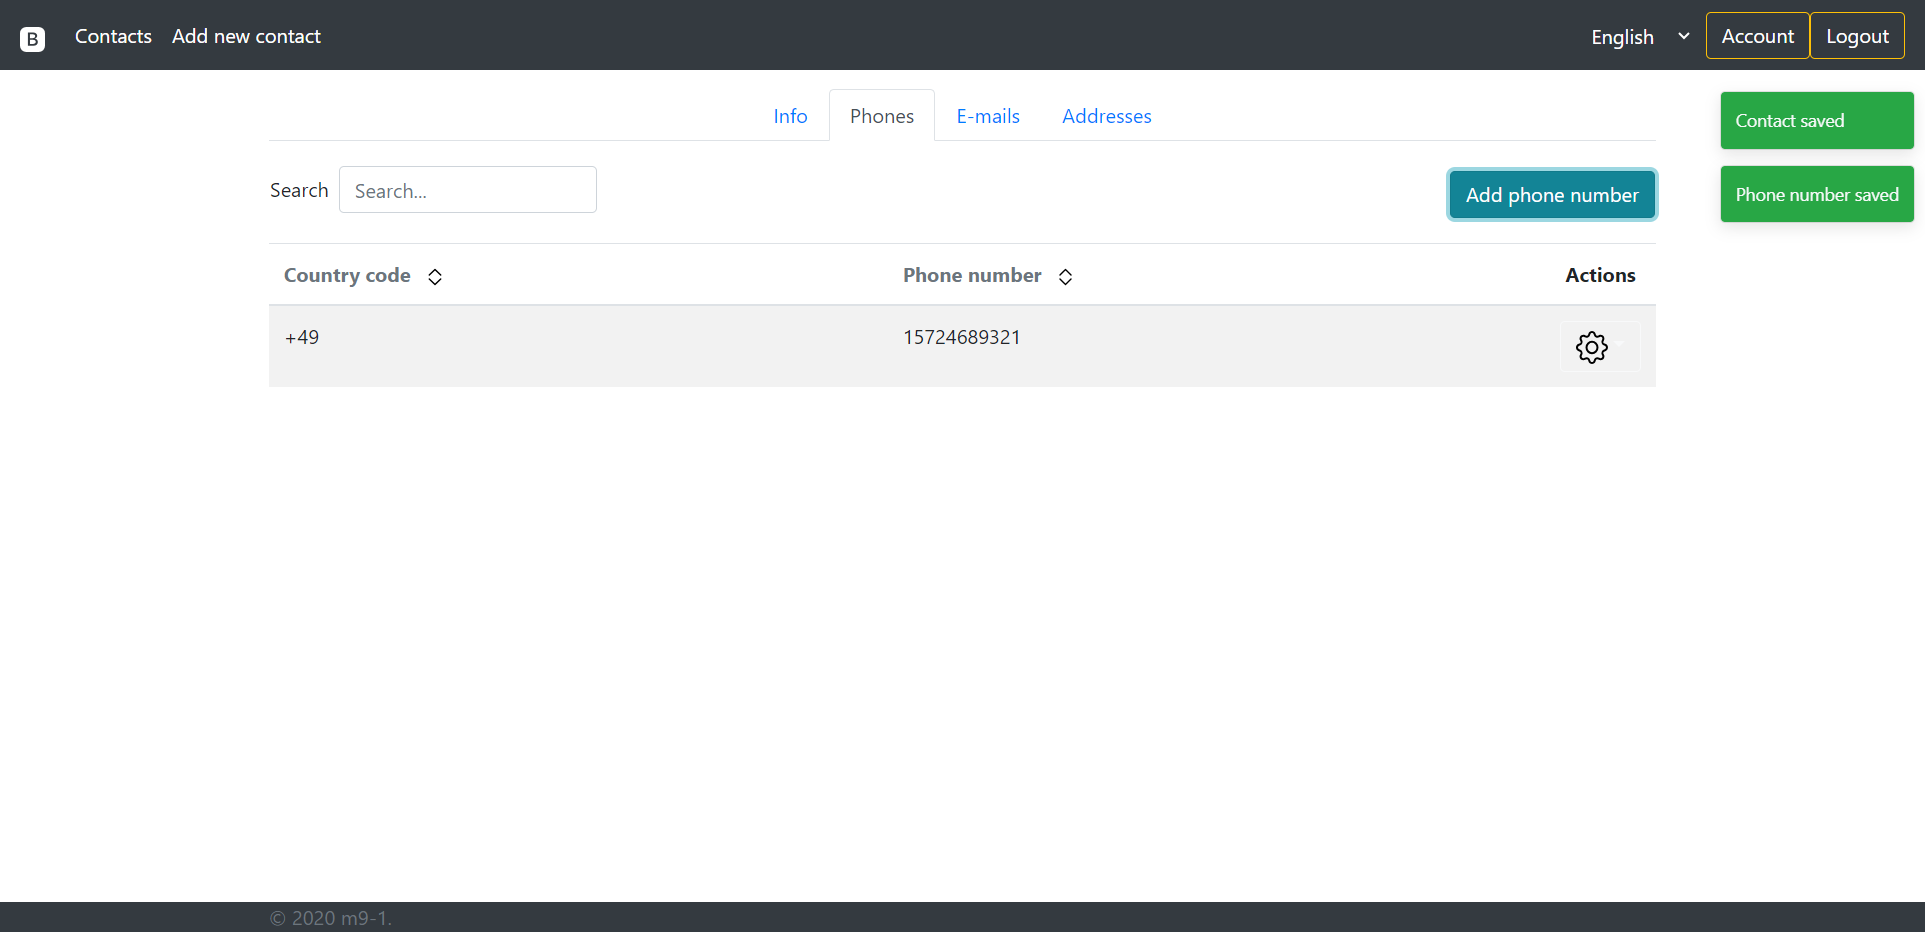 B Contacts Add new contact English Account Logout
Info Phones E-mails Addresses
Contact saved
Phone number saved
Search Search... Add phone number
Country code Phone number Actions
+49 15724689321
© 2020 m9-1.